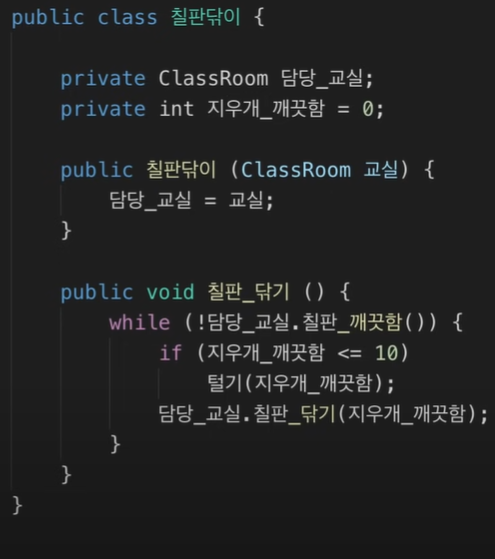 public class 칠판닦이 {
private ClassRoom 담당_교실;
private int 지우개_깨끗함 = 0;
public 칠판닦이 (ClassRoom 교실) {
담당_교실 = 교실;
}
public void 칠판_닦기 () {
while (!담당_교실.칠판_깨끗함()) {
if (지우개_깨끗함 <= 10)
털기(지우개_깨끗함);
담당_교실.칠판_닦기(지우개_깨끗함);
}
}
}